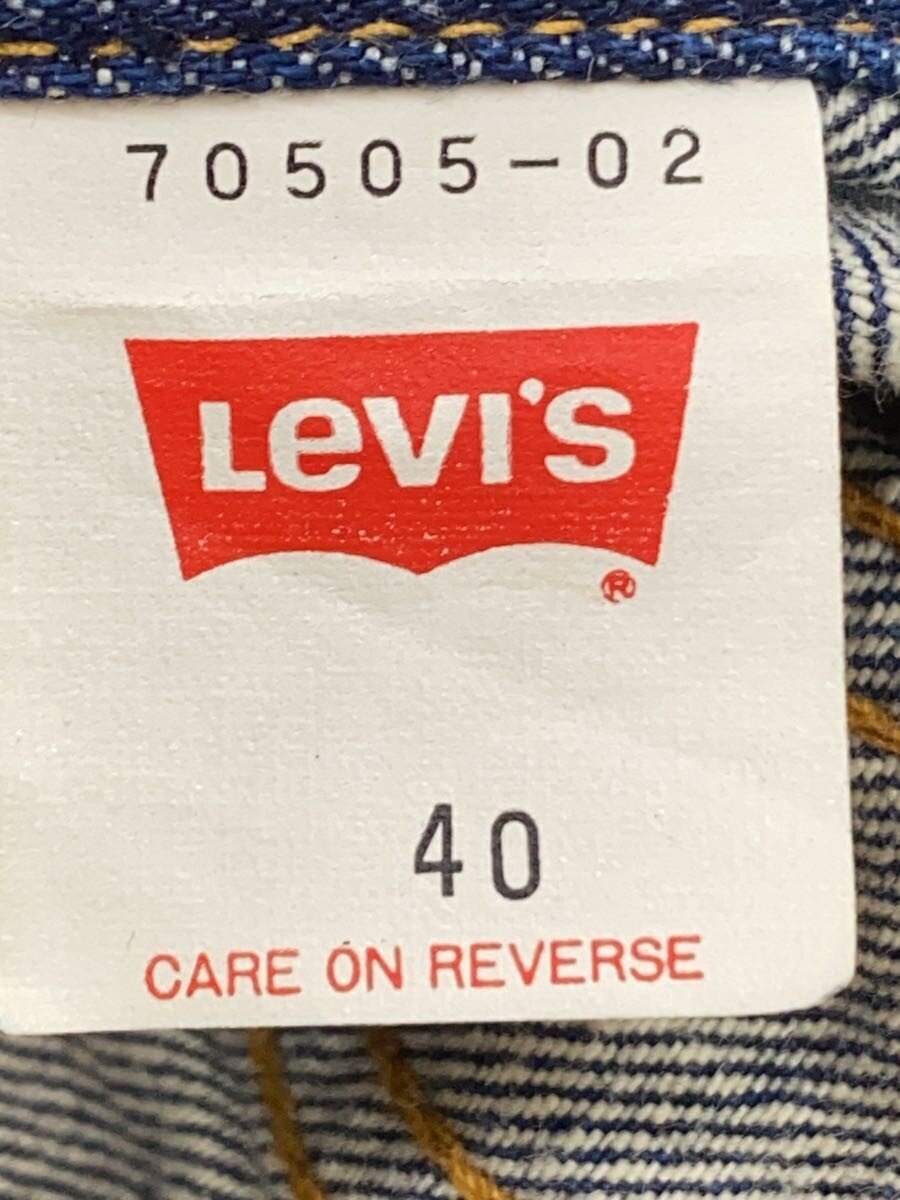 70505-02
LEVI'S
®
40
CARE ON REVERSE